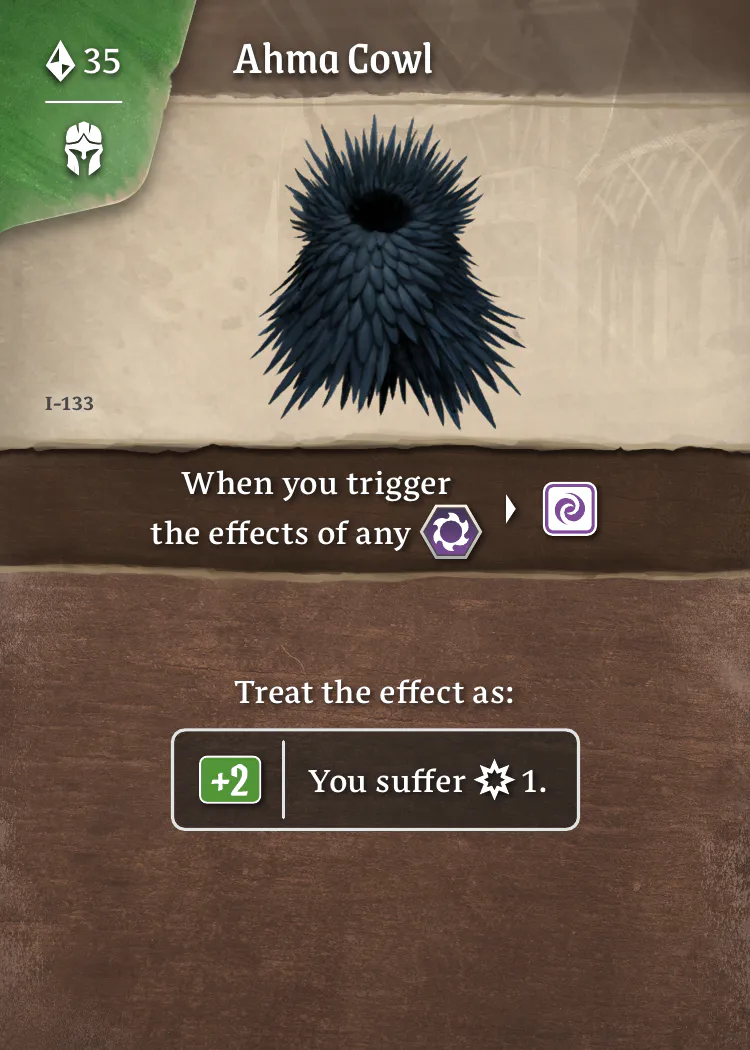 35
Ahma Cowl
I-133
When you trigger
the effects of any
Treat the effect as:
+2 You suffer 1.